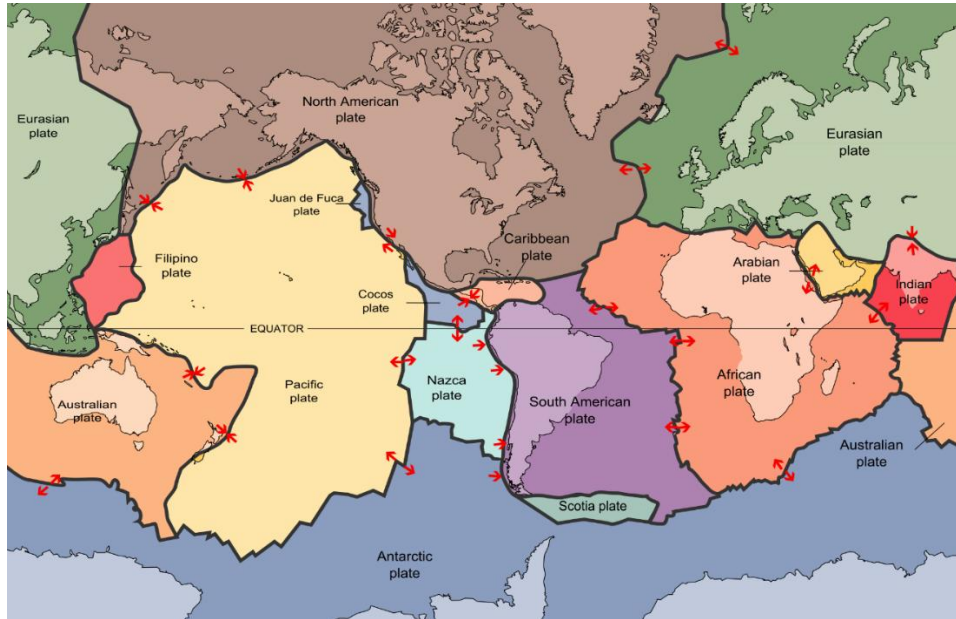 North American
plate
Eurasian
plate
Eurasian
plate
Juan de Fuca
plate
Caribbean
plate
Filipino
plate
Arabian
plate
Indian
plate
Cocos
plate
EQUATOR
Nazca
plate
Pacific
plate
African
plate
Australian
plate
South American
plate
Australian
plate
Scotia plate
Antarctic
plate